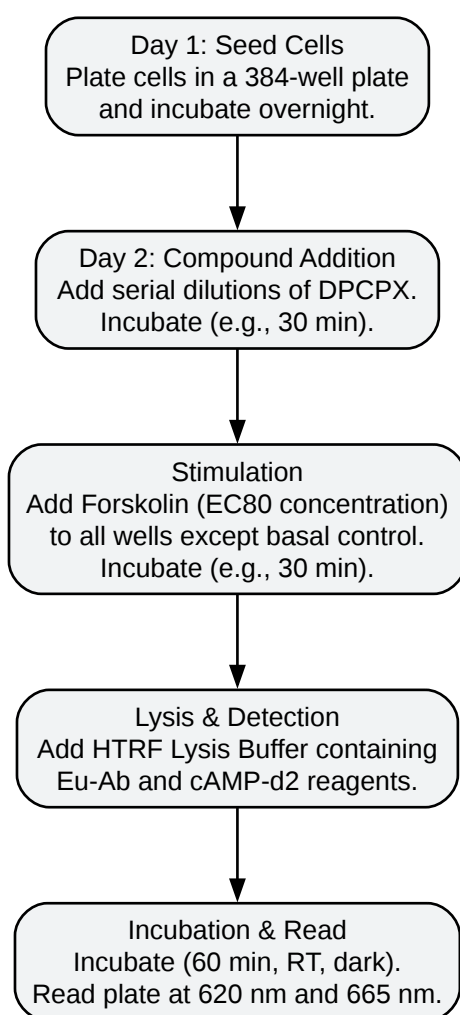 Day 1: Seed Cells
Plate cells in a 384-well plate
and incubate overnight.
Day 2: Compound Addition
Add serial dilutions of DPCPX.
Incubate (e.g., 30 min).
Stimulation
Add Forskolin (EC80 concentration)
to all wells except basal control.
Incubate (e.g., 30 min).
Lysis & Detection
Add HTRF Lysis Buffer containing
Eu-Ab and cAMP-d2 reagents.
Incubation & Read
Incubate (60 min, RT, dark).
Read plate at 620 nm and 665 nm.